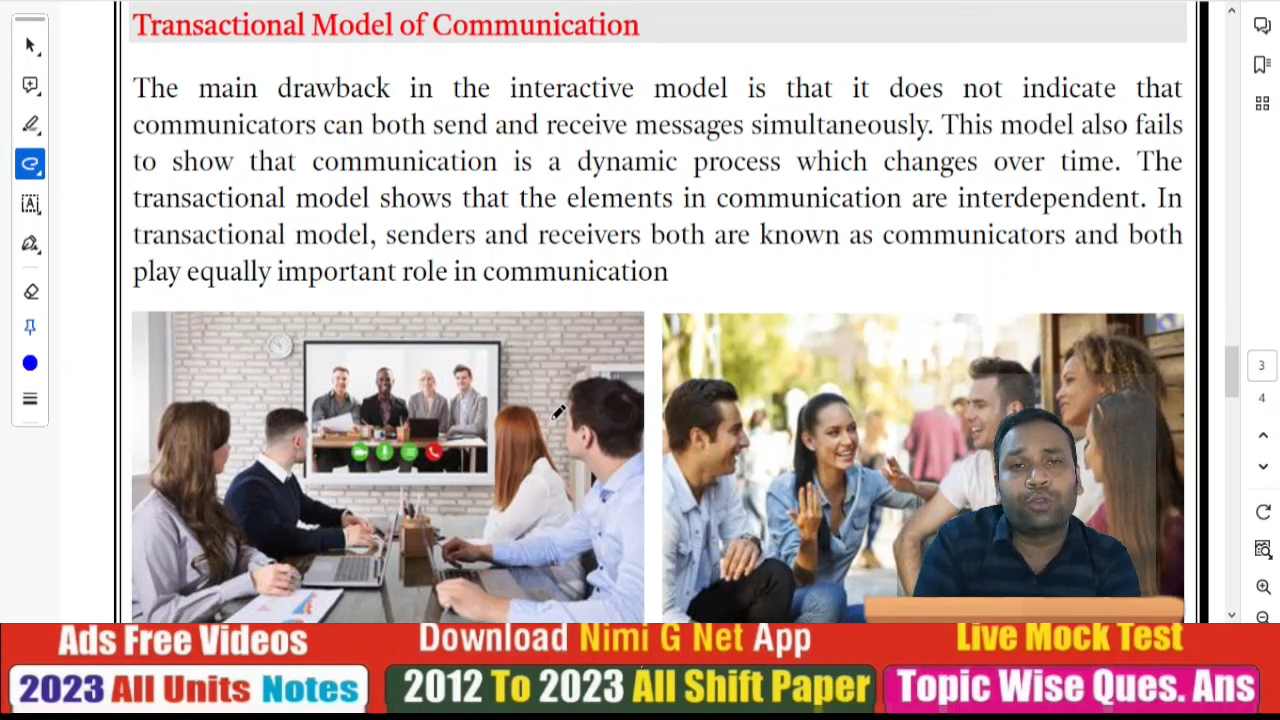 Transactional Model of Communication
The main drawback in the interactive model is that it does not indicate that
communicators can both send and receive messages simultaneously. This model also fails
to show that communication is a dynamic process which changes over time. The
transactional model shows that the elements in communication are interdependent. In
transactional model, senders and receivers both are known as communicators and both
play equally important role in communication
3
4
Ads Free Videos
Download Nimi G Net App
Live Mock Test
2023 All Units Notes
2012 To 2023 All Shift Paper
Topic Wise Ques. Ans